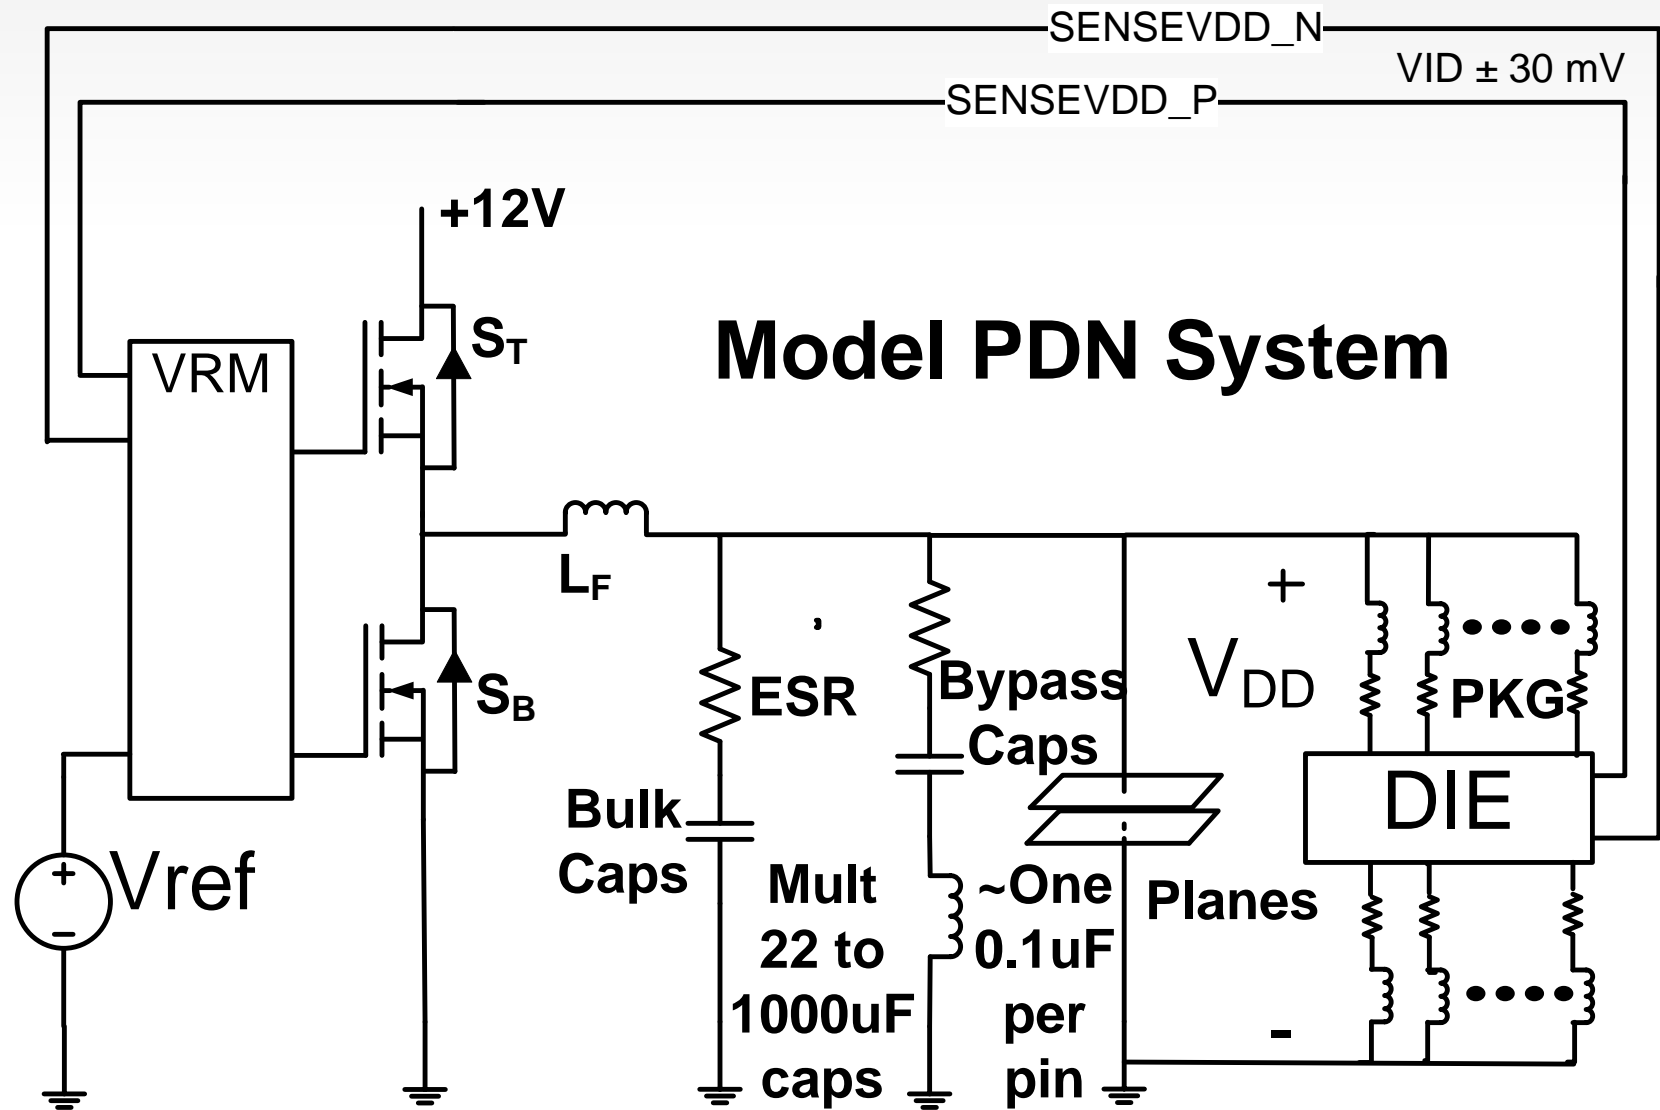 SENSEVDD_N
VID ± 30 mV
SENSEVDD_P
+12V
ST
Model PDN System
VRM
LF
+
,
VDD
SB
ESR
Bypass
Caps
PKG
DIE
Bulk
Caps
Vref
+
-
Mult
22 to
1000uF
caps
~One
0.1uF
per
pin
Planes
-